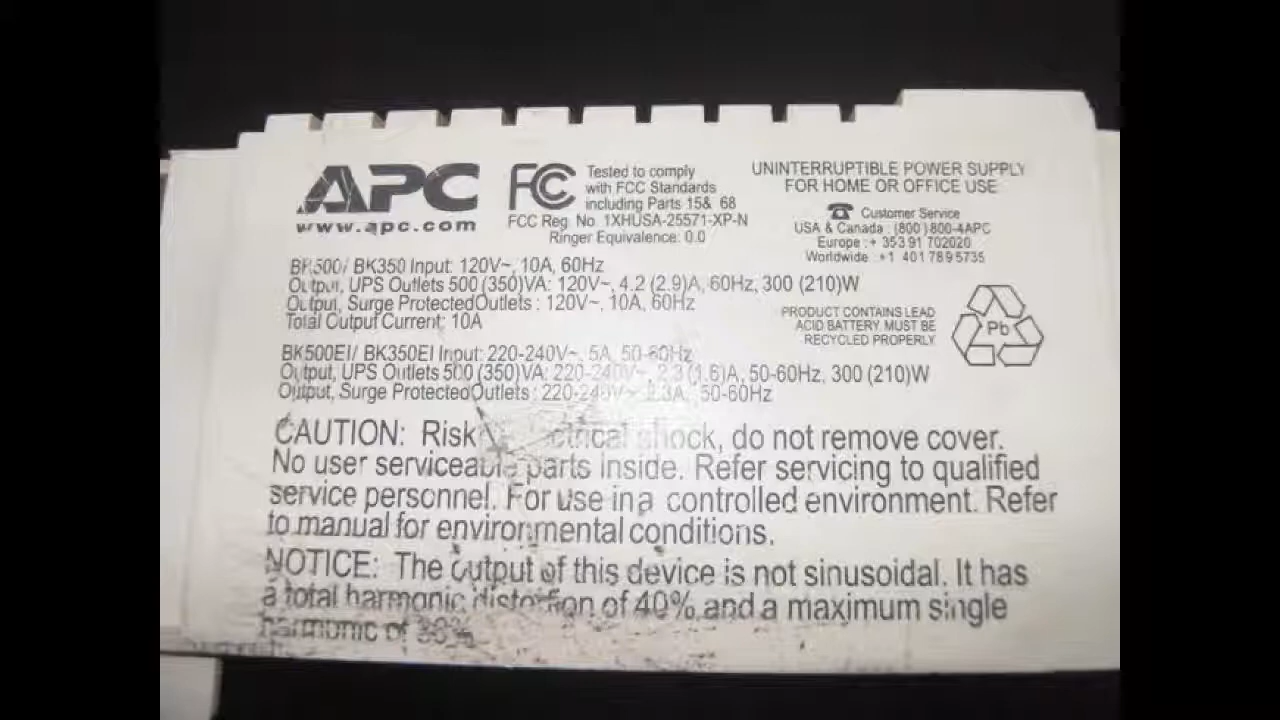 APC
www.apc.com
FC
Tested to comply
with FCC Standards
including Parts 15& 68
FCC Reg. No. 1XHUSA-25571-XP-N
Ringer Equivalence: 0.0
UNINTERRUPTIBLE POWER SUPPLY
FOR HOME OR OFFICE USE
Customer Service
USA & Canada : (800) 800-4APC
Europe :+ 353 91 702020
Worldwide :+1 401 789 5735
BK500/ BK350 Input: 120V~, 10A, 60Hz
Output, UPS Outlets 500 (350)VA: 120V~, 4.2 (2.9)A, 60Hz, 300 (210)W
Output, Surge Protected Outlets : 120V~, 10A, 60Hz
Total Output Current: 10A
PRODUCT CONTAINS LEAD
ACID BATTERY. MUST BE
RECYCLED PROPERLY.
Pb
BK500EI/ BK350EI Input: 220-240V~, 5A, 50-60Hz
Output, UPS Outlets 500 (350)VA: 220-240V~, 2.3 (1.6)A, 50-60Hz, 300 (210)W
Output, Surge Protected Outlets : 220-240V~ 50-60Hz
CAUTION: Risk electrical shock, do not remove cover.
No user serviceable parts inside. Refer servicing to qualified
service personnel. For use in a controlled environment. Refer
to manual for environmental conditions.
NOTICE: The output of this device is not sinusoidal. It has
a total harmonic distortion of 40% and a maximum single
harmonic of